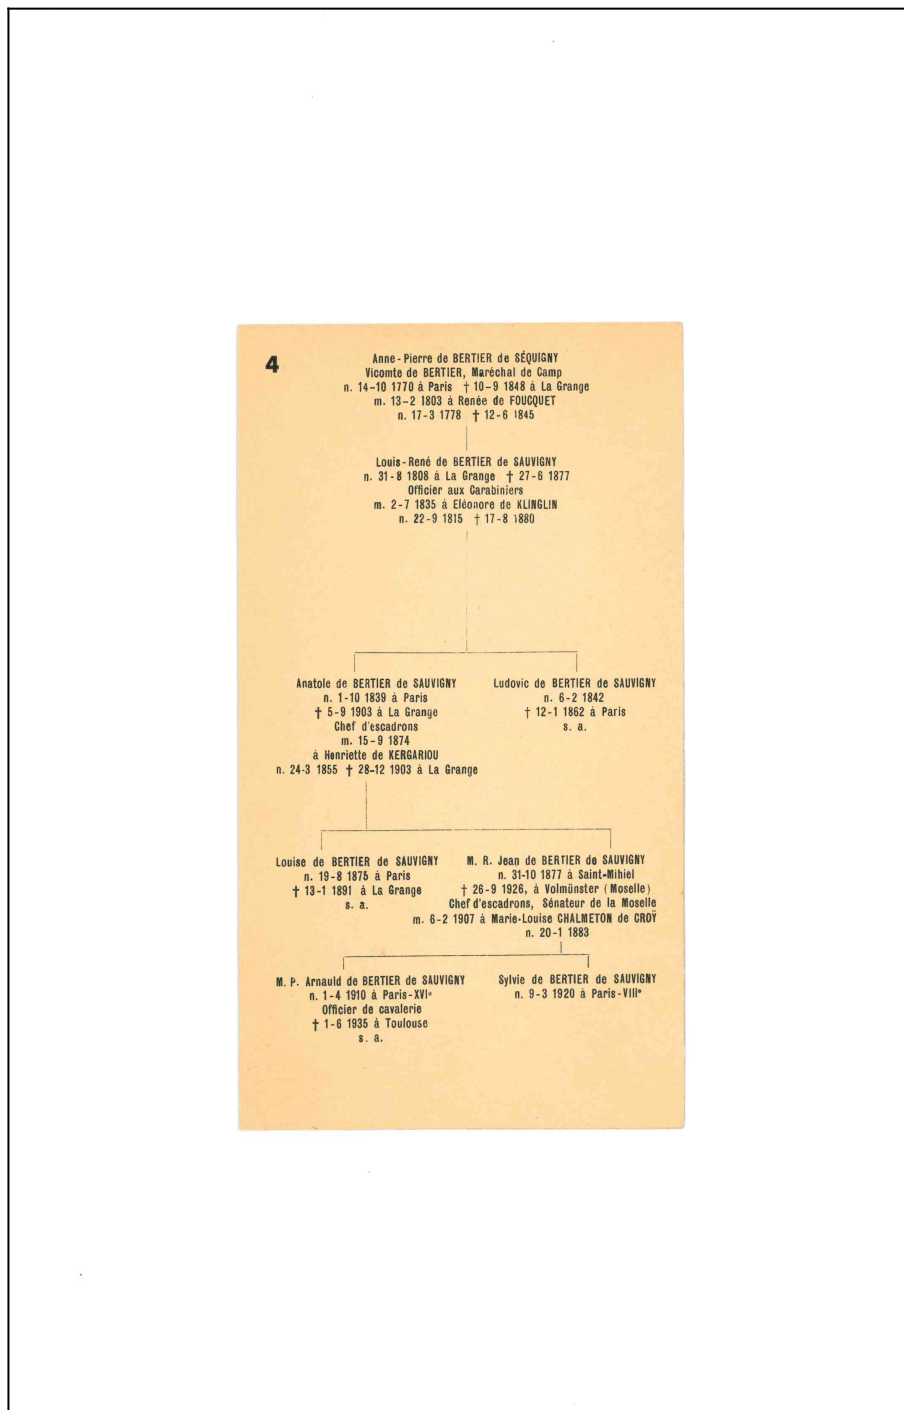 4
Anne-Pierre de BERTIER de SÉQUIGNY
Vicomte de BERTIER, Maréchal de Camp
n. 14-10 1770 à Paris † 10-9 1848 à La Grange
m. 13-2 1803 à Renée de FOUCQUET
n. 17-3 1778 † 12-6 1845
Louis-René de BERTIER de SAUVIGNY
n. 31-8 1808 à La Grange † 27-6 1877
Officier aux Carabiniers
m. 2-7 1835 à Eléonore de KLINGLIN
n. 22-9 1815 † 17-8 1880
Anatole de BERTIER de SAUVIGNY
n. 1-10 1839 à Paris
† 5-9 1903 à La Grange
Chef d'escadrons
m. 15-9 1874
à Henriette de KERGARIOU
n. 24-3 1855 † 28-12 1903 à La Grange
Ludovic de BERTIER de SAUVIGNY
n. 6-2 1842
† 12-1 1862 à Paris
s. a.
Louise de BERTIER de SAUVIGNY
n. 19-8 1875 à Paris
† 13-1 1891 à La Grange
s. a.
M. R. Jean de BERTIER de SAUVIGNY
n. 31-10 1877 à Saint-Mihiel
† 26-9 1926, à Volmünster (Moselle)
Chef d'escadrons, Sénateur de la Moselle
m. 6-2 1907 à Marie-Louise CHALMETON de CROŸ
n. 20-1 1883
M. P. Arnauld de BERTIER de SAUVIGNY
n. 1-4 1910 à Paris-XVIᵉ
Officier de cavalerie
† 1-6 1935 à Toulouse
s. a.
Sylvie de BERTIER de SAUVIGNY
n. 9-3 1920 à Paris-VIIIᵉ